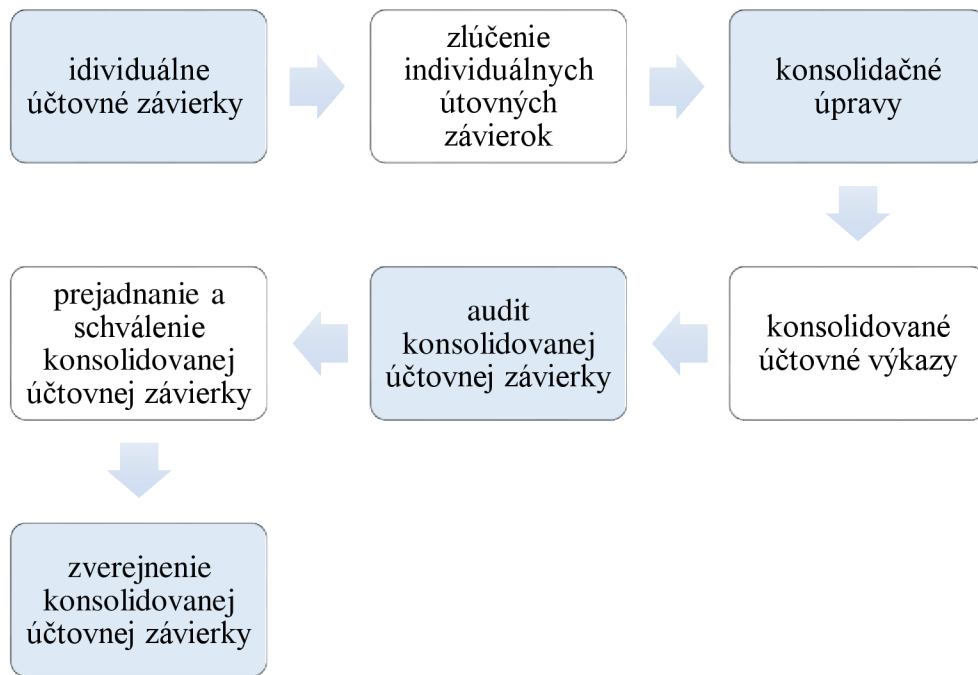 idividuálne
účtovné závierky
zlúčenie
individuálnych
útovných
závierok
konsolidačné
úpravy
konsolidované
účtovné výkazy
audit
konsolidovanej
účtovnej závierky
prejadnanie a
schválenie
konsolidovanej
účtovnej závierky
zverejnenie
konsolidovanej
účtovnej závierky